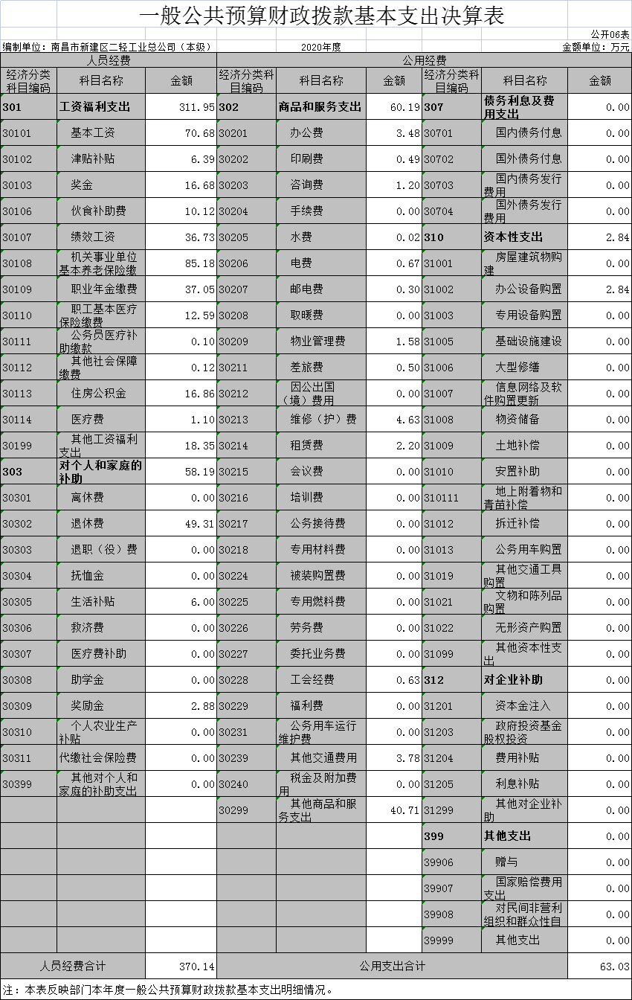 一般公共预算财政拨款基本支出决算表
公开06表
编制单位：南昌市新建区二轻工业总公司（本级） 2020年度 金额单位：万元
人员经费 公用经费
经济分类科目编码 科目名称 金额 经济分类科目编码 科目名称 金额 经济分类科目编码 科目名称 金额
301 工资福利支出 311.95 302 商品和服务支出 60.19 307 债务利息及费用支出 0.00
30101 基本工资 70.68 30201 办公费 3.48 30701 国内债务付息 0.00
30102 津贴补贴 6.39 30202 印刷费 0.49 30702 国外债务付息 0.00
30103 奖金 16.68 30203 咨询费 1.20 30703 国内债务发行费用 0.00
30106 伙食补助费 10.12 30204 手续费 0.00 30704 国外债务发行费用 0.00
30107 绩效工资 36.73 30205 水费 0.02 310 资本性支出 2.84
30108 机关事业单位基本养老保险缴 85.18 30206 电费 0.67 31001 房屋建筑物购建 0.00
30109 职业年金缴费 37.05 30207 邮电费 0.30 31002 办公设备购置 2.84
30110 职工基本医疗保险缴费 12.59 30208 取暖费 0.00 31003 专用设备购置 0.00
30111 公务员医疗补助缴款 0.10 30209 物业管理费 1.58 31005 基础设施建设 0.00
30112 其他社会保障缴费 0.12 30211 差旅费 0.50 31006 大型修缮 0.00
30113 住房公积金 16.86 30212 因公出国（境）费用 0.00 31007 信息网络及软件购置更新 0.00
30114 医疗费 1.10 30213 维修（护）费 4.63 31008 物资储备 0.00
30199 其他工资福利支出 18.35 30214 租赁费 2.20 31009 土地补偿 0.00
303 对个人和家庭的补助 58.19 30215 会议费 0.00 31010 安置补助 0.00
30301 离休费 0.00 30216 培训费 0.00 310111 地上附着物和青苗补偿 0.00
30302 退休费 49.31 30217 公务接待费 0.00 31012 拆迁补偿 0.00
30303 退职（役）费 0.00 30218 专用材料费 0.00 31013 公务用车购置 0.00
30304 抚恤金 0.00 30224 被装购置费 0.00 31019 其他交通工具购置 0.00
30305 生活补贴 6.00 30225 专用燃料费 0.00 31021 文物和陈列品购置 0.00
30306 救济费 0.00 30226 劳务费 0.00 31022 无形资产购置 0.00
30307 医疗费补助 0.00 30227 委托业务费 0.00 31099 其他资本性支出 0.00
30308 助学金 0.00 30228 工会经费 0.63 312 对企业补助 0.00
30309 奖励金 2.88 30229 福利费 0.00 31201 资本金注入 0.00
30310 个人农业生产补贴 0.00 30231 公务用车运行维护费 0.00 31203 政府投资基金股权投资 0.00
30311 代缴社会保险费 0.00 30239 其他交通费用 3.78 31204 费用补贴 0.00
30399 其他对个人和家庭的补助支出 0.00 30240 税金及附加费用 0.00 31205 利息补贴 0.00
30299 其他商品和服务支出 40.71 31299 其他对企业补助 0.00
399 其他支出 0.00
39906 赠与 0.00
39907 国家赔偿费用支出 0.00
39908 对民间非营利组织和群众性自 0.00
39999 其他支出 0.00
人员经费合计 370.14 公用支出合计 63.03
注：本表反映部门本年度一般公共预算财政拨款基本支出明细情况。